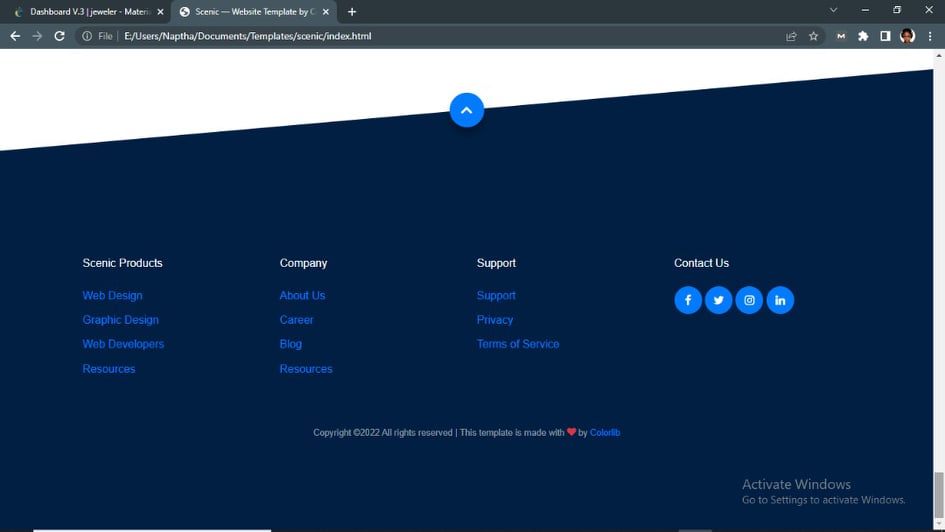 Dashboard V.3 | jeweler - Materia
Scenic — Website Template by C
File | E:/Users/Naptha/Documents/Templates/scenic/index.html
Scenic Products
Web Design
Graphic Design
Web Developers
Resources
Company
About Us
Career
Blog
Resources
Support
Support
Privacy
Terms of Service
Contact Us
Copyright ©2022 All rights reserved | This template is made with ❤ by Colorlib
Activate Windows
Go to Settings to activate Windows.